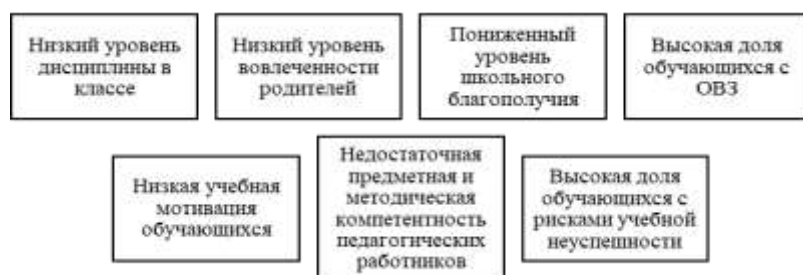 Низкий уровень
дисциплины в
классе
Низкий уровень
вовлеченности
родителей
Пониженный
уровень
школьного
благополучия
Высокая доля
обучающихся с
ОВЗ
Низкая учебная
мотивация
обучающихся
Недостаточная
предметная и
методическая
компетентность
педагогических
работников
Высокая доля
обучающихся с
рисками учебной
неуспешности